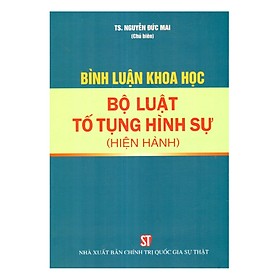 TS. NGUYỄN ĐỨC MAI
(Chủ biên)
BÌNH LUẬN KHOA HỌC
BỘ LUẬT
TỐ TỤNG HÌNH SỰ
(HIỆN HÀNH)
ST
NHÀ XUẤT BẢN CHÍNH TRỊ QUỐC GIA SỰ THẬT